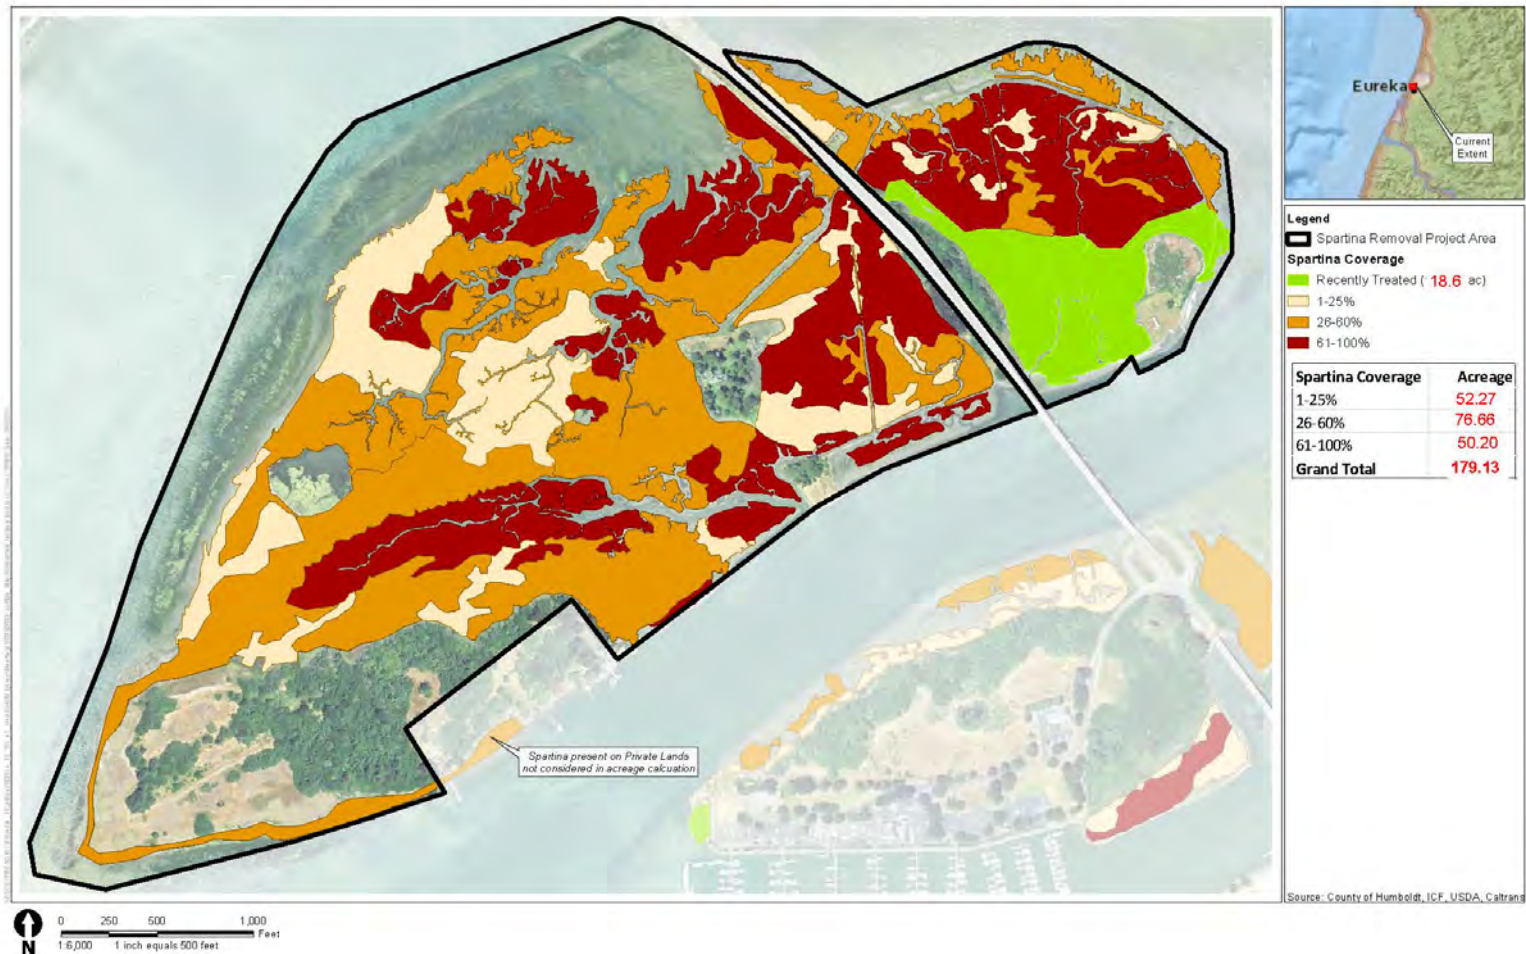 Eureka
Current
Extent
Legend
Spartina Removal Project Area
Spartina Coverage
Recently Treated ( 18.6 ac)
1-25%
26-60%
61-100%
Spartina Coverage Acreage
1-25% 52.27
26-60% 76.66
61-100% 50.20
Grand Total 179.13
Spartina present on Private Lands
not considered in acreage calcuation
Source: County of Humboldt, ICF, USDA, Caltrans
N
0 250 500 1,000
Feet
1:6,000 1 inch equals 500 feet